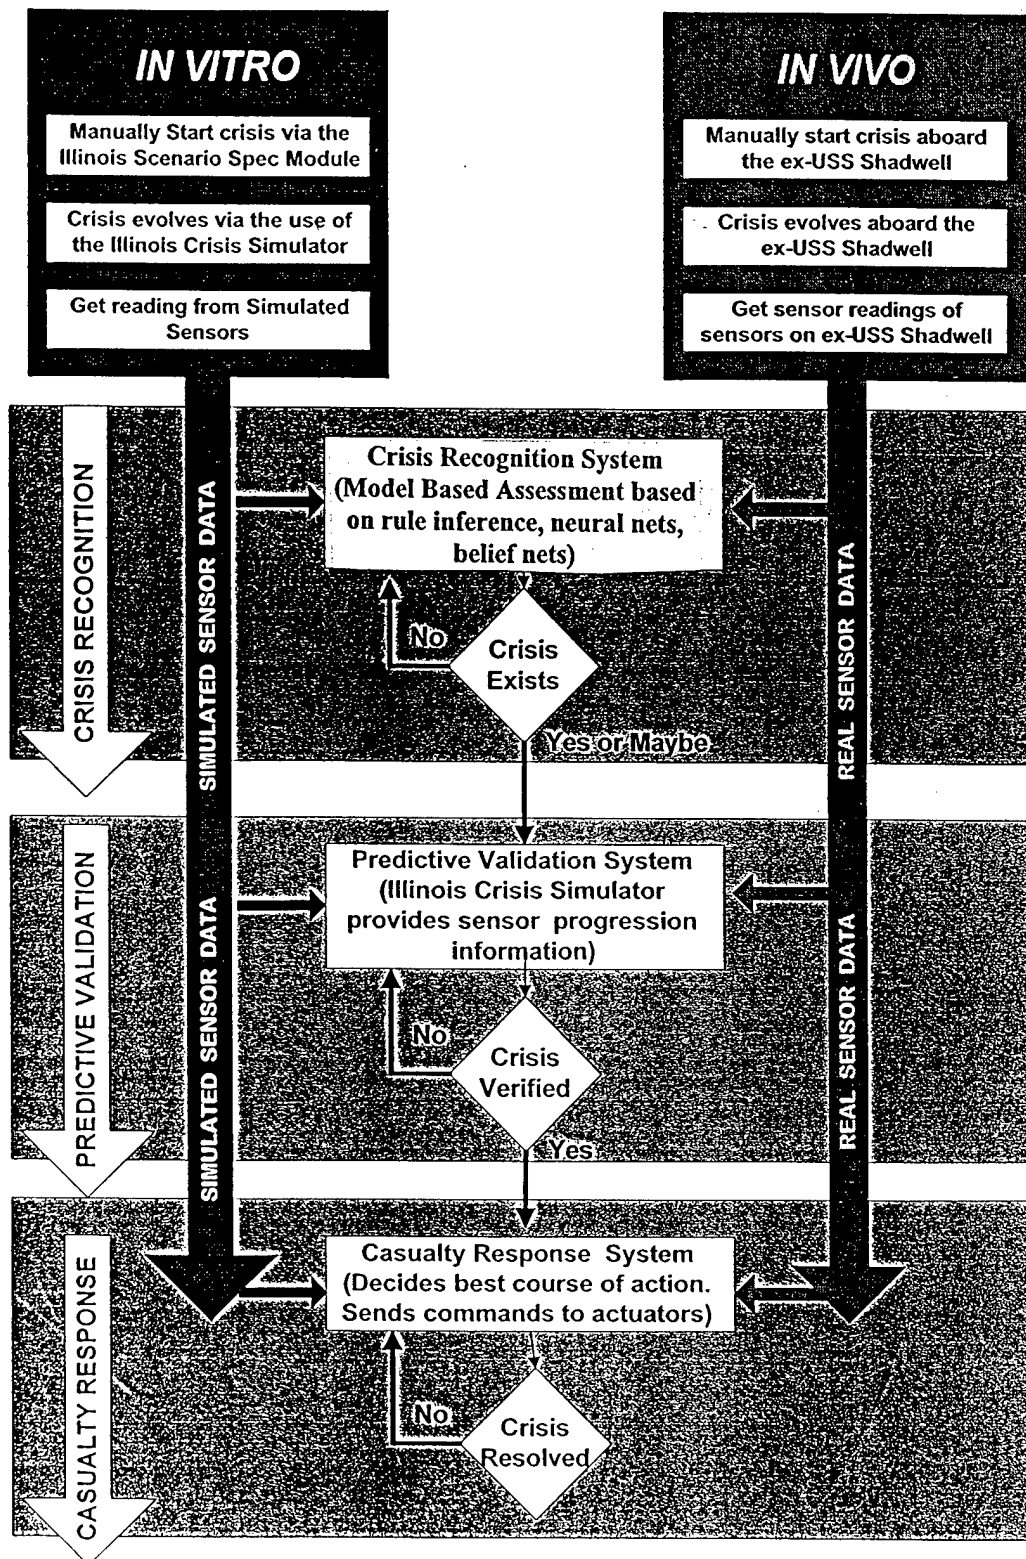 IN VITRO
Manually Start crisis via the
Illinois Scenario Spec Module
Crisis evolves via the use of
the Illinois Crisis Simulator
Get reading from Simulated
Sensors
IN VIVO
Manually start crisis aboard
the ex-USS Shadwell
Crisis evolves aboard the
ex-USS Shadwell
Get sensor readings of
sensors on ex-USS Shadwell
CRISIS RECOGNITION
SIMULATED SENSOR DATA
Crisis Recognition System
(Model Based Assessment based
on rule inference, neural nets,
belief nets)
No
Crisis
Exists
Yes or Maybe
REAL SENSOR DATA
PREDICTIVE VALIDATION
SIMULATED SENSOR DATA
Predictive Validation System
(Illinois Crisis Simulator
provides sensor progression
information)
No
Crisis
Verified
Yes
REAL SENSOR DATA
CASUALTY RESPONSE
Casualty Response System
(Decides best course of action.
Sends commands to actuators)
No
Crisis
Resolved